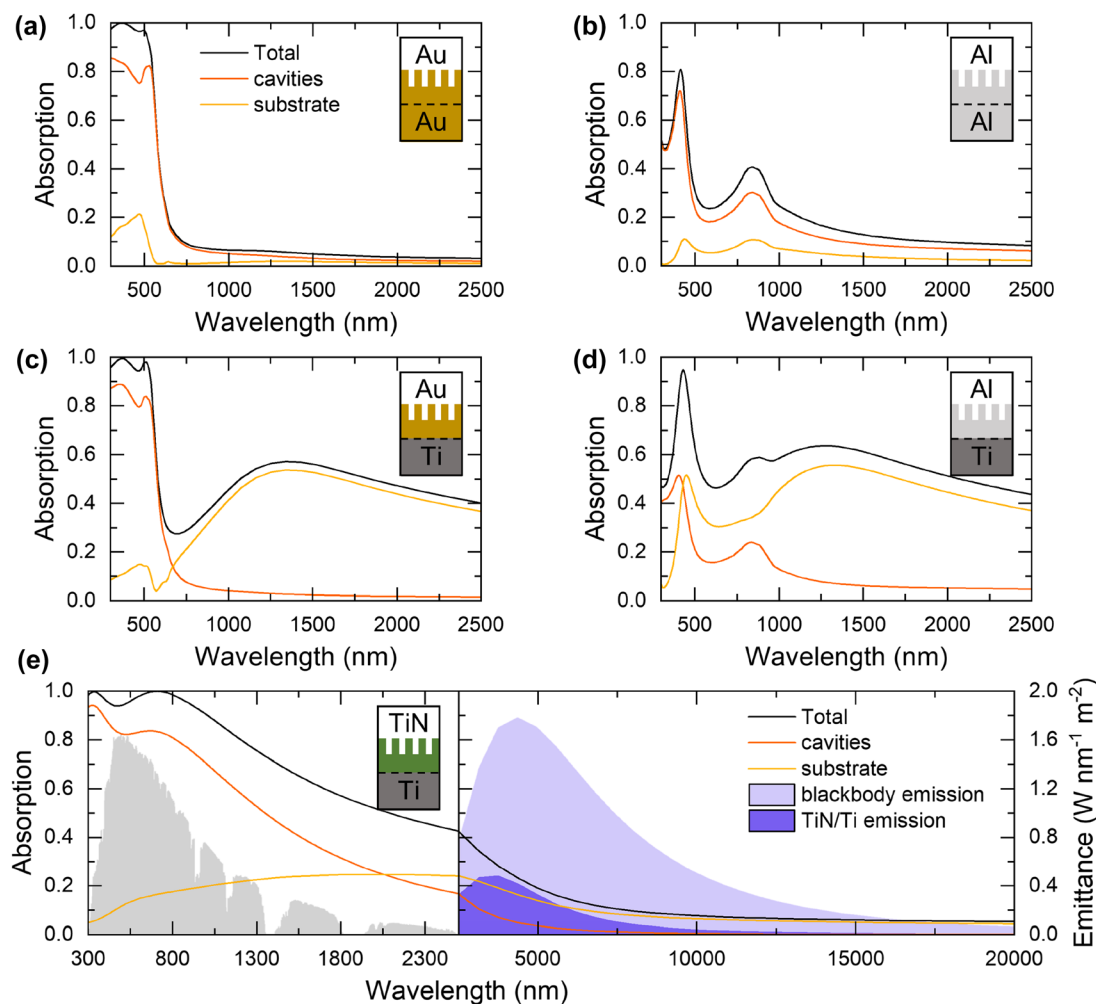 (a)
1.0
0.8
0.6
0.4
0.2
0.0
Absorption
Total
cavities
substrate
Au
Au
500 1000 1500 2000 2500
Wavelength (nm)
(b)
1.0
0.8
0.6
0.4
0.2
0.0
Absorption
Al
Al
500 1000 1500 2000 2500
Wavelength (nm)
(c)
1.0
0.8
0.6
0.4
0.2
0.0
Absorption
Au
Ti
500 1000 1500 2000 2500
Wavelength (nm)
(d)
1.0
0.8
0.6
0.4
0.2
0.0
Absorption
Al
Ti
500 1000 1500 2000 2500
Wavelength (nm)
(e)
1.0
0.8
0.6
0.4
0.2
0.0
Absorption
TiN
Ti
Total
cavities
substrate
blackbody emission
TiN/Ti emission
2.0
1.6
1.2
0.8
0.4
0.0
Emittance (W nm⁻¹ m⁻²)
300 800 1300 1800 2300 5000 10000 15000 20000
Wavelength (nm)